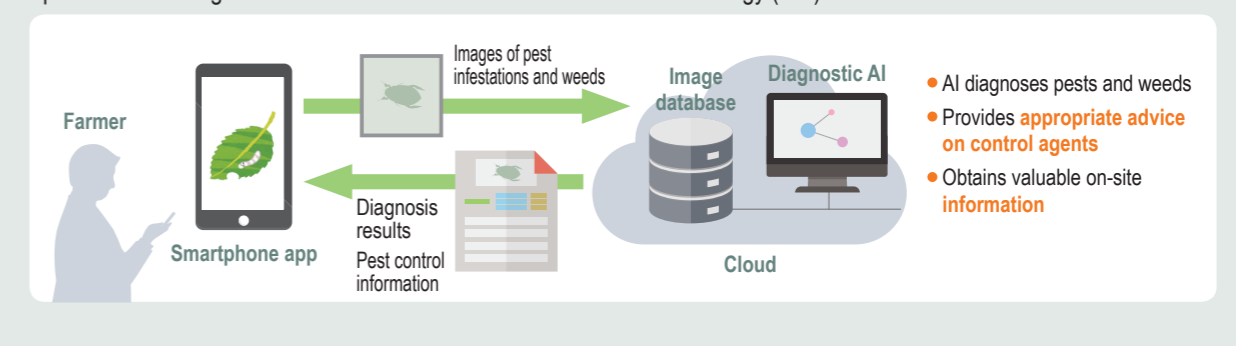 Images of pest
infestations and weeds
Farmer
Smartphone app
Diagnosis
results
Pest control
information
Image
database
Diagnostic AI
Cloud
● AI diagnoses pests and weeds
● Provides appropriate advice
on control agents
● Obtains valuable on-site
information